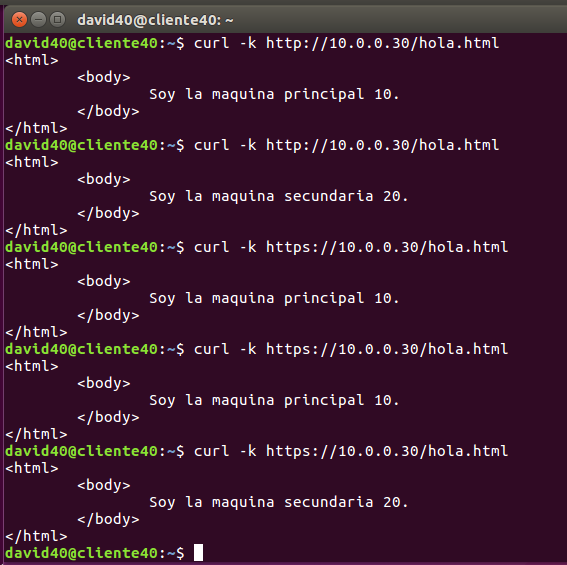 david40@cliente40: ~
david40@cliente40:~$ curl -k http://10.0.0.30/hola.html
<html>
        <body>
                Soy la maquina principal 10.
        </body>
</html>
david40@cliente40:~$ curl -k http://10.0.0.30/hola.html
<html>
        <body>
                Soy la maquina secundaria 20.
        </body>
</html>
david40@cliente40:~$ curl -k https://10.0.0.30/hola.html
<html>
        <body>
                Soy la maquina principal 10.
        </body>
</html>
david40@cliente40:~$ curl -k https://10.0.0.30/hola.html
<html>
        <body>
                Soy la maquina principal 10.
        </body>
</html>
david40@cliente40:~$ curl -k https://10.0.0.30/hola.html
<html>
        <body>
                Soy la maquina secundaria 20.
        </body>
</html>
david40@cliente40:~$